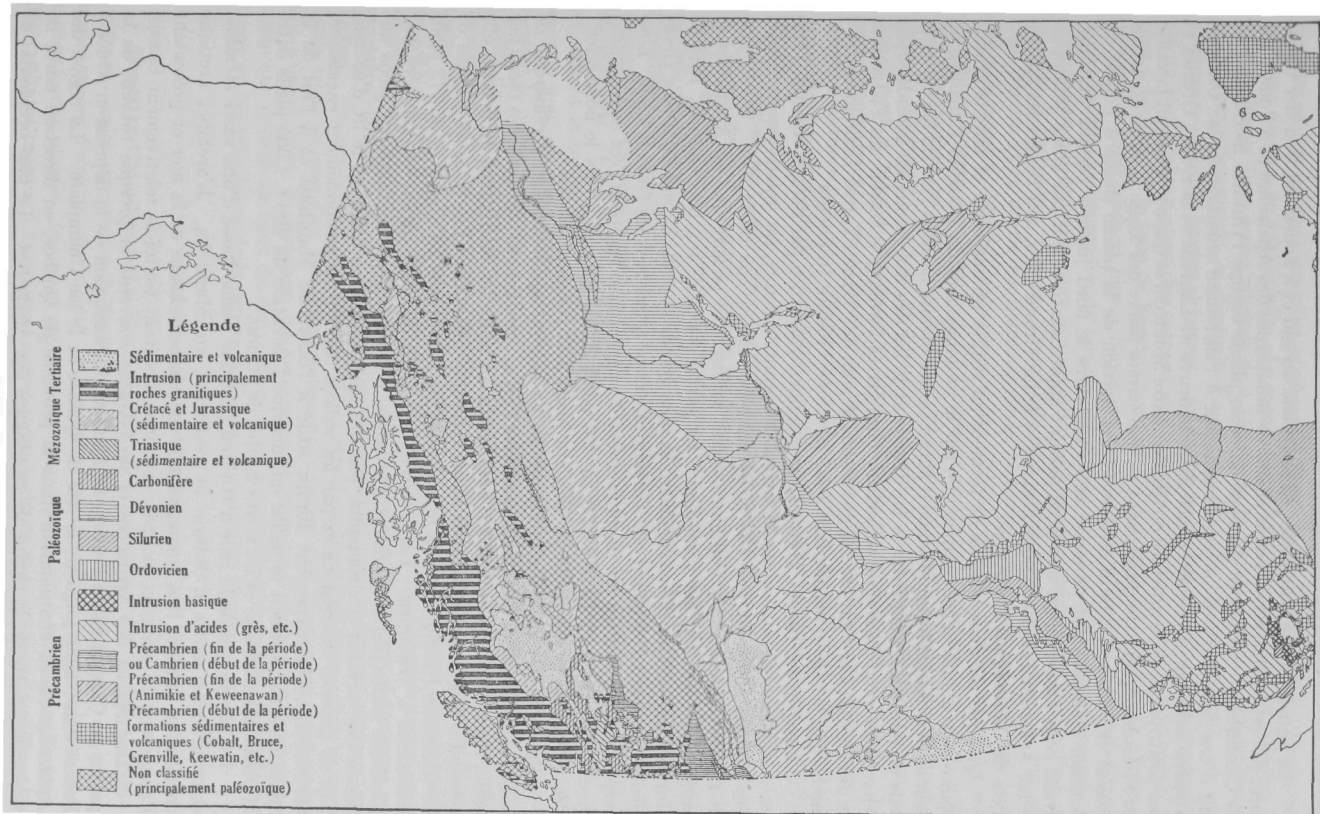 Légende
Tertiaire
Sédimentaire et volcanique
Mézozoïque
Intrusion (principalement
roches granitiques)
Crétacé et Jurassique
(sédimentaire et volcanique)
Triasique
(sédimentaire et volcanique)
Paléozoïque
Carbonifère
Dévonien
Silurien
Ordovicien
Précambrien
Intrusion basique
Intrusion d'acides (grès, etc.)
Précambrien (fin de la période)
ou Cambrien (début de la période)
Précambrien (fin de la période)
(Animikie et Keweenawan)
Précambrien (début de la période)
formations sédimentaires et
volcaniques (Cobalt, Bruce,
Grenville, Keewatin, etc.)
Non classifié
(principalement paléozoïque)